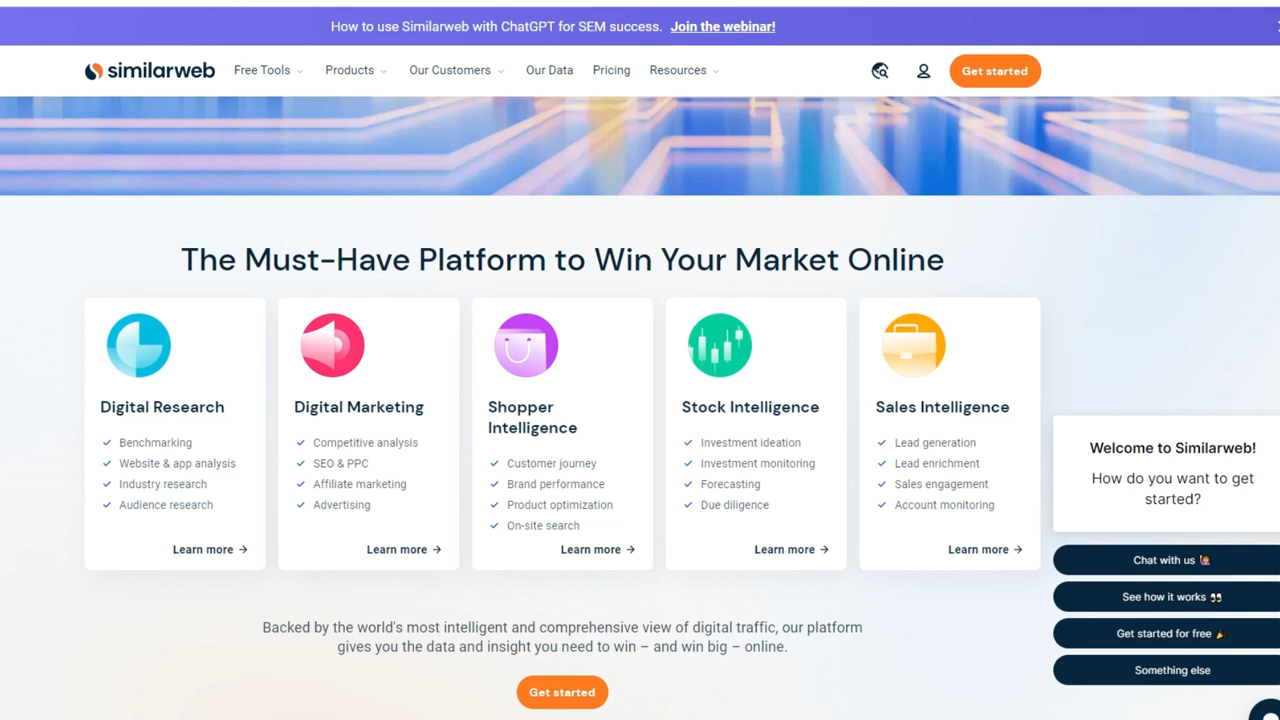 How to use Similarweb with ChatGPT for SEM success. Join the webinar!
similarweb Free Tools Products Our Customers Our Data Pricing Resources Get started
The Must-Have Platform to Win Your Market Online
Digital Research
Benchmarking
Website & app analysis
Industry research
Audience research
Learn more →
Digital Marketing
Competitive analysis
SEO & PPC
Affiliate marketing
Advertising
Learn more →
Shopper
Intelligence
Customer journey
Brand performance
Product optimization
On-site search
Learn more →
Stock Intelligence
Investment ideation
Investment monitoring
Forecasting
Due diligence
Learn more →
Sales Intelligence
Lead generation
Lead enrichment
Sales engagement
Account monitoring
Learn more →
Backed by the world's most intelligent and comprehensive view of digital traffic, our platform
gives you the data and insight you need to win – and win big – online.
Get started
Welcome to Similarweb!
How do you want to get
started?
Chat with us 🙋
See how it works 👀
Get started for free 🎉
Something else